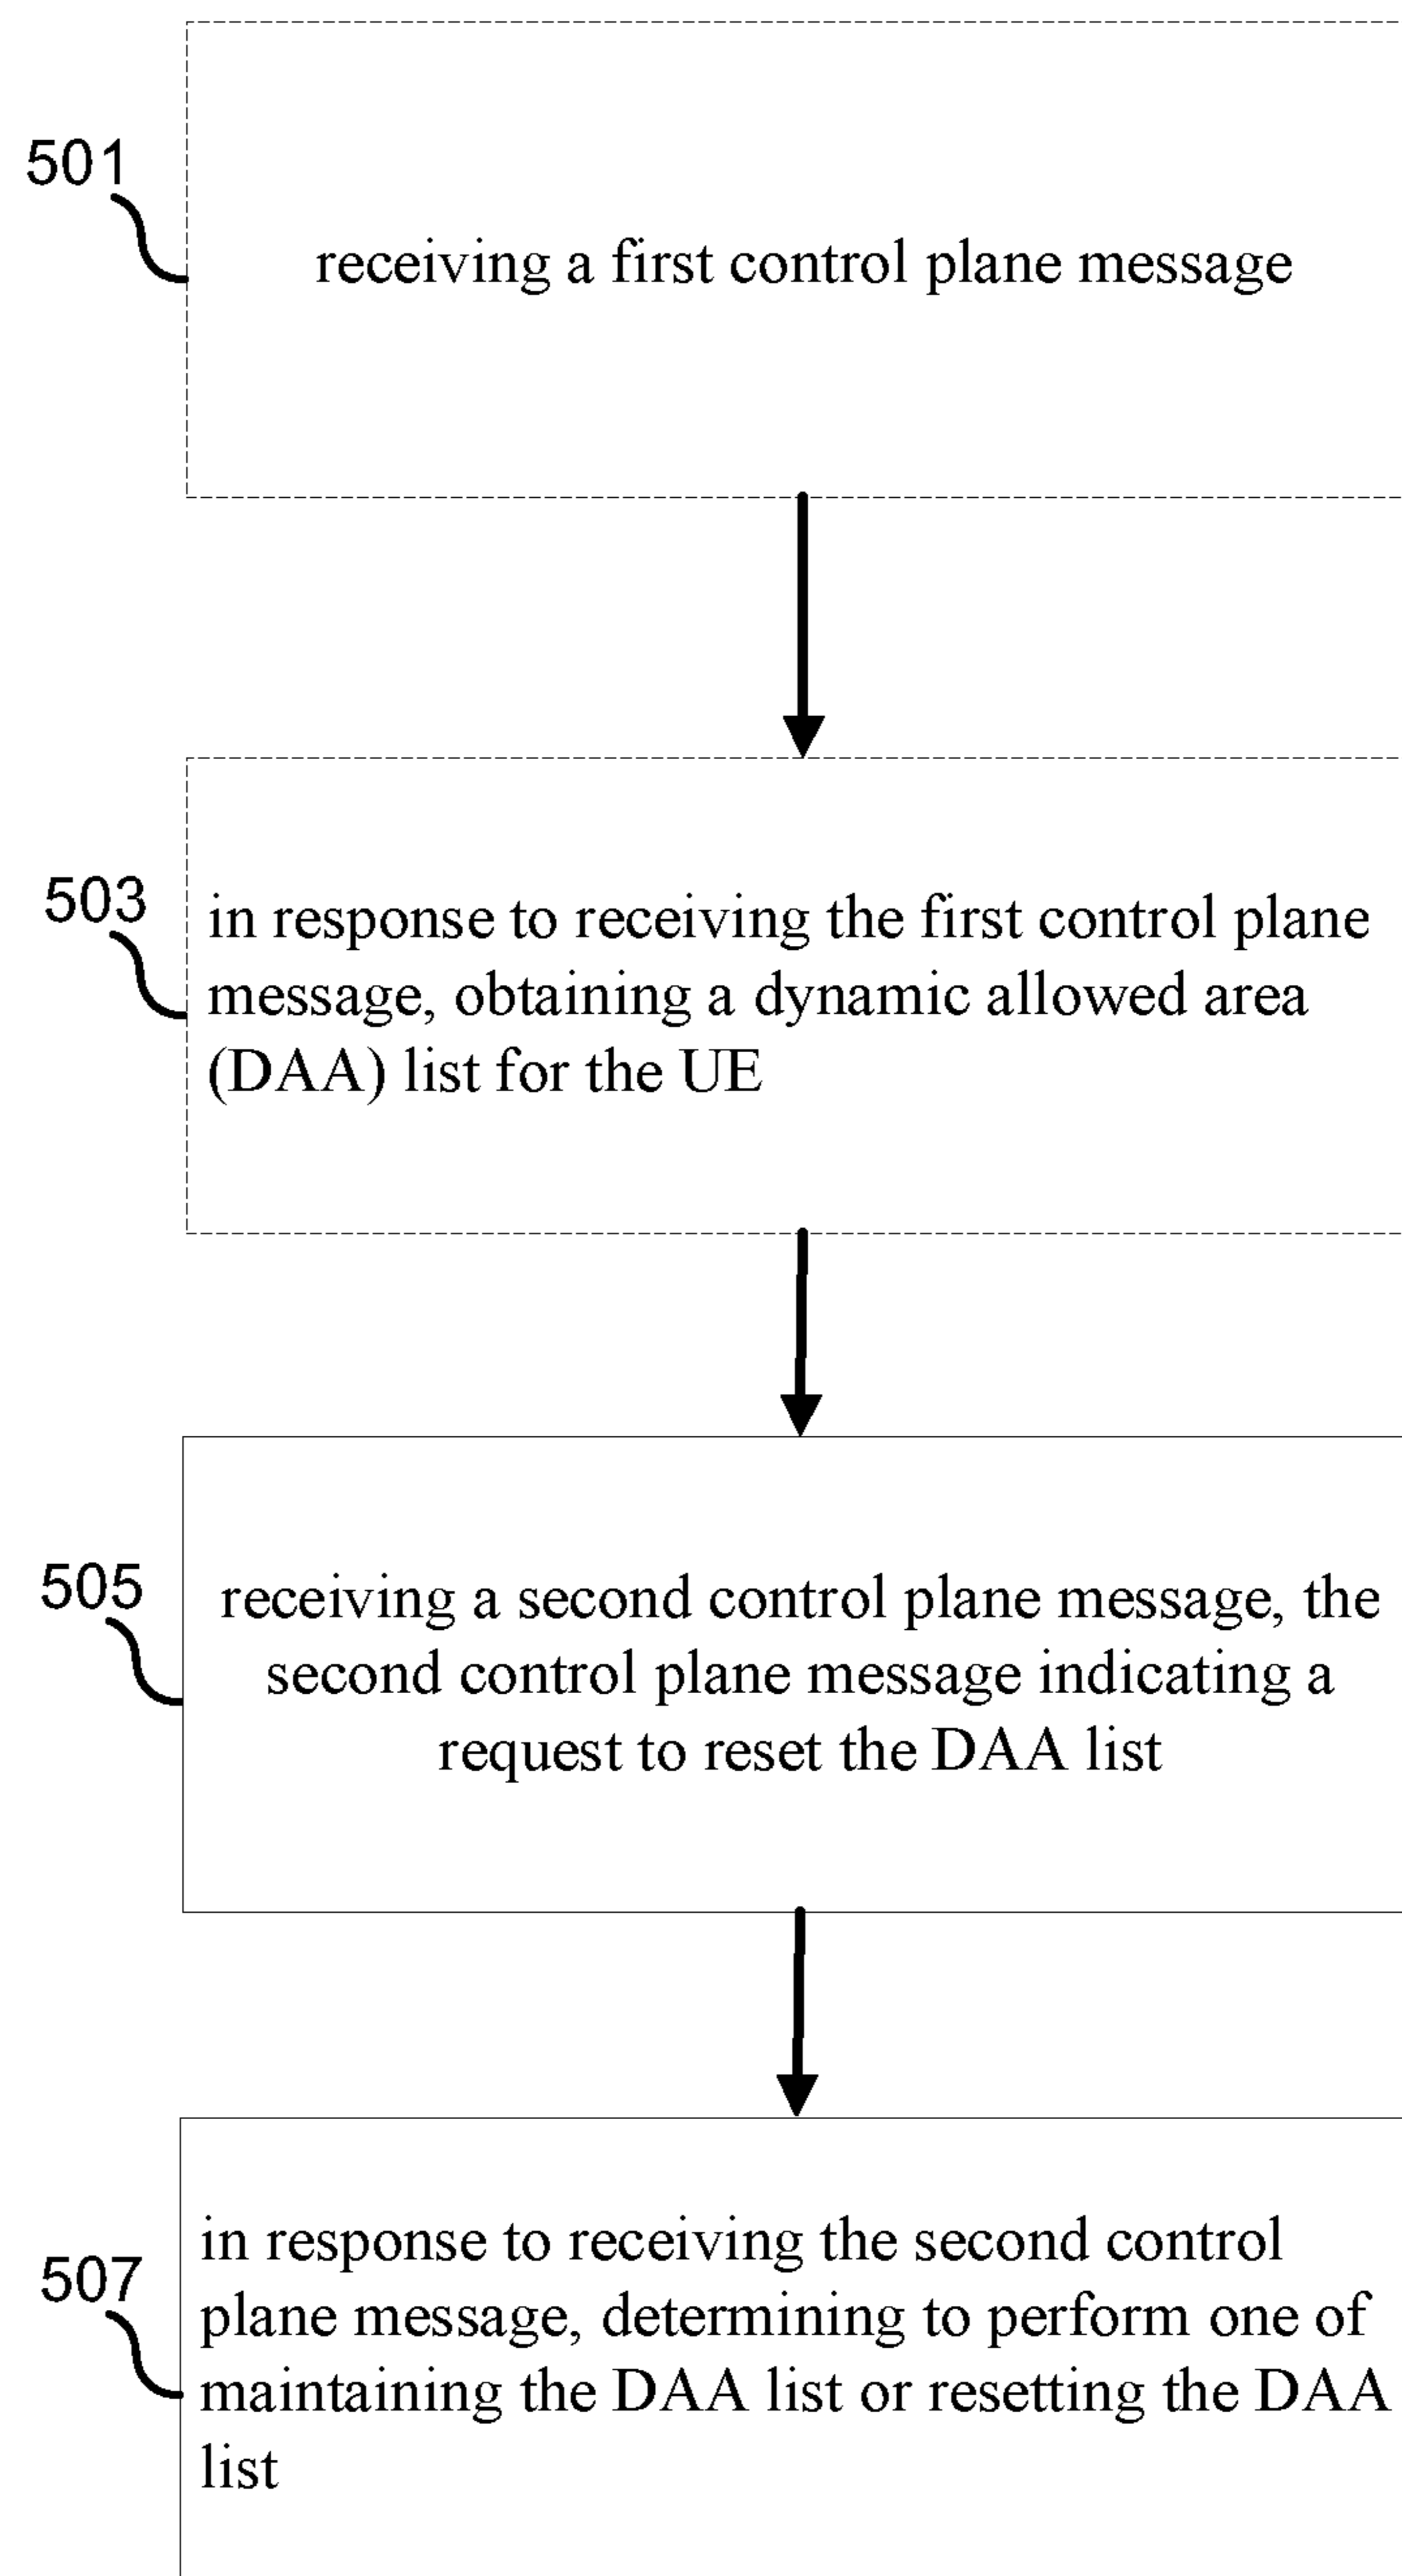 501
receiving a first control plane message
503
in response to receiving the first control plane
message, obtaining a dynamic allowed area
(DAA) list for the UE
505
receiving a second control plane message, the
second control plane message indicating a
request to reset the DAA list
507
in response to receiving the second control
plane message, determining to perform one of
maintaining the DAA list or resetting the DAA
list